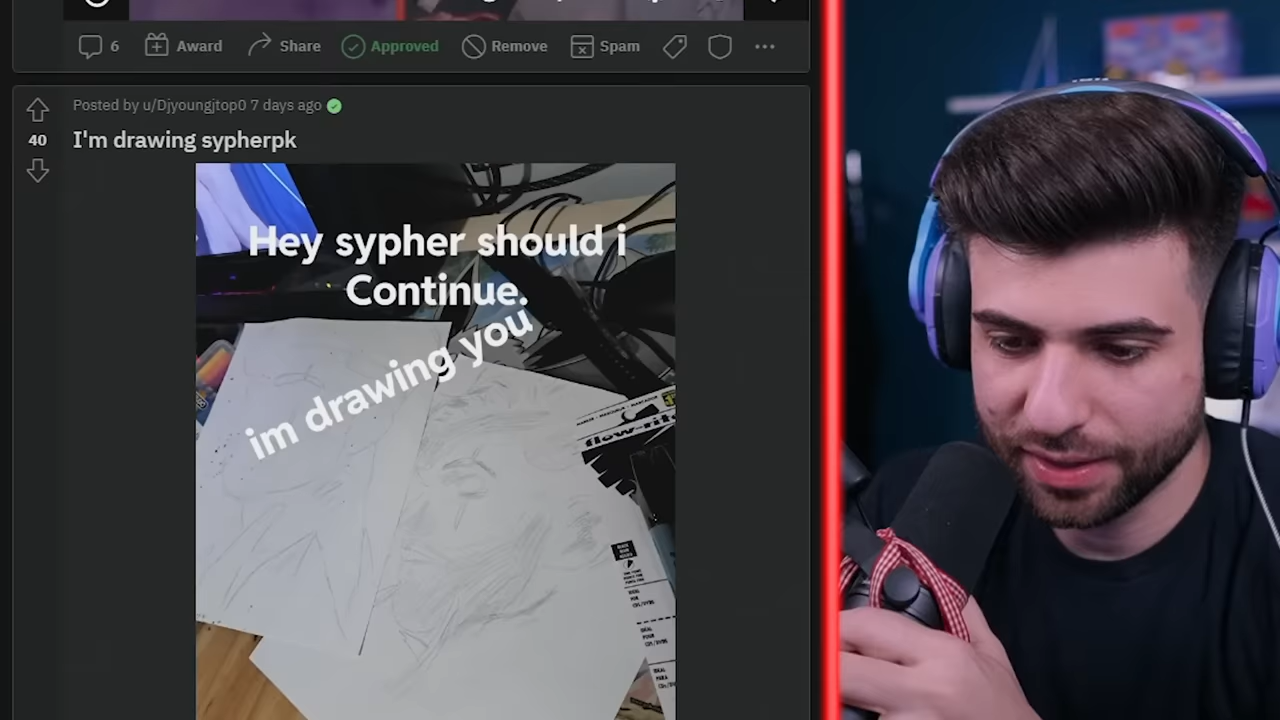 6 Award Share Approved Remove Spam
Posted by u/Djyoungjtop0 7 days ago
40
I'm drawing sypherpk
Hey sypher should i
Continue.
im drawing you
flow-rite